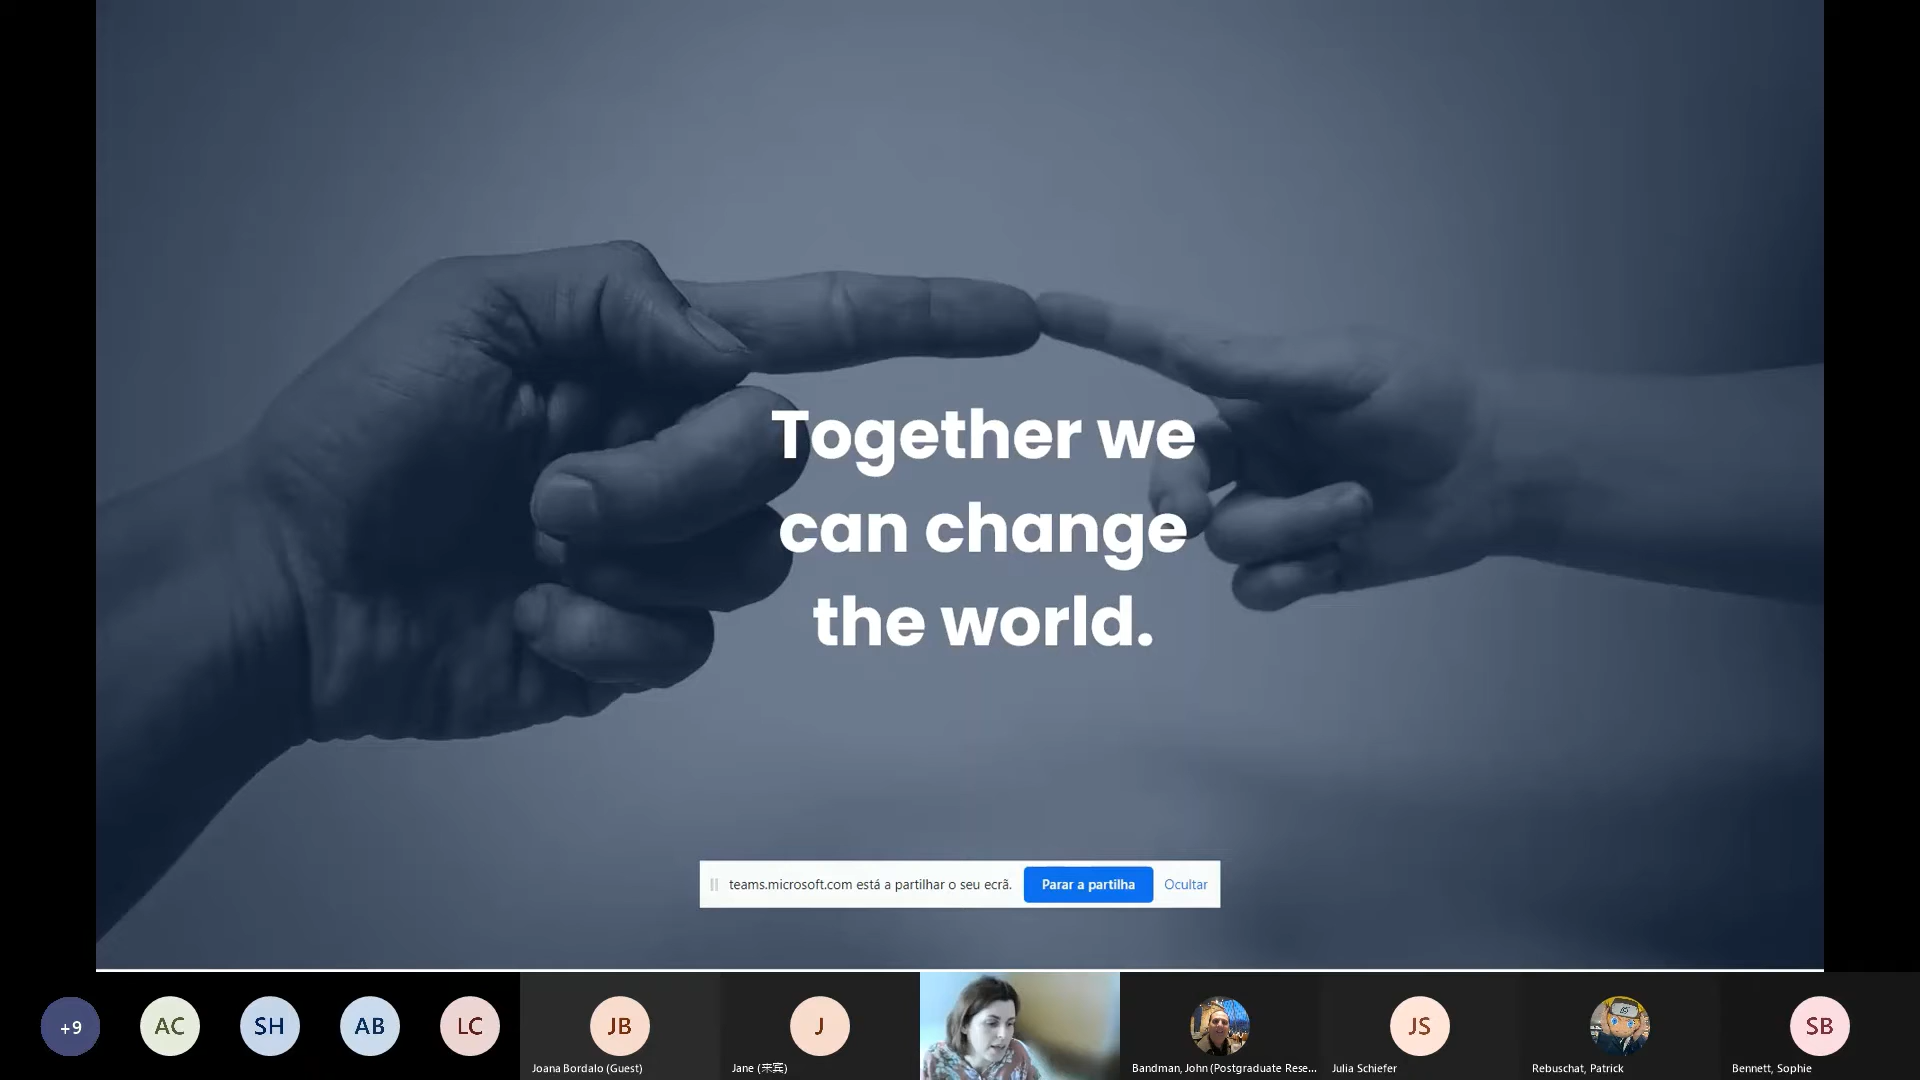 Together we
can change
the world.
teams.microsoft.com está a partilhar o seu ecrã.
Parar a partilha
Ocultar
+9
AC
SH
AB
LC
JB
J
JS
SB
Joana Bordalo (Guest)
Jane (宋宾)
Bandman, John (Postgraduate Rese...
Julia Schiefer
Rebuschat, Patrick
Bennett, Sophie